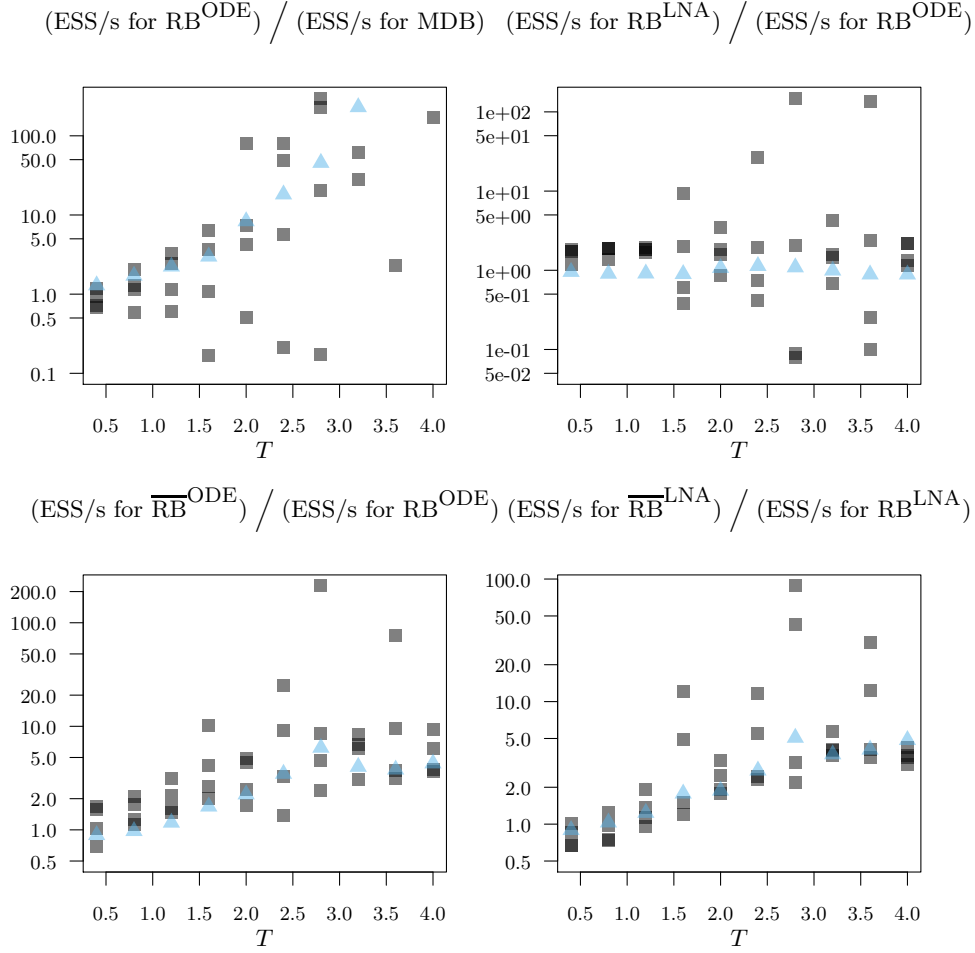 (ESS/s for RB^ODE) / (ESS/s for MDB) (ESS/s for RB^LNA) / (ESS/s for RB^ODE)
100.0
50.0
10.0
5.0
1.0
0.5
0.1
0.5 1.0 1.5 2.0 2.5 3.0 3.5 4.0
T
1e+02
5e+01
1e+01
5e+00
1e+00
5e-01
1e-01
5e-02
0.5 1.0 1.5 2.0 2.5 3.0 3.5 4.0
T
(ESS/s for R̅B̅^ODE) / (ESS/s for RB^ODE) (ESS/s for R̅B̅^LNA) / (ESS/s for RB^LNA)
200.0
100.0
50.0
20.0
10.0
5.0
2.0
1.0
0.5
0.5 1.0 1.5 2.0 2.5 3.0 3.5 4.0
T
100.0
50.0
20.0
10.0
5.0
2.0
1.0
0.5
0.5 1.0 1.5 2.0 2.5 3.0 3.5 4.0
T